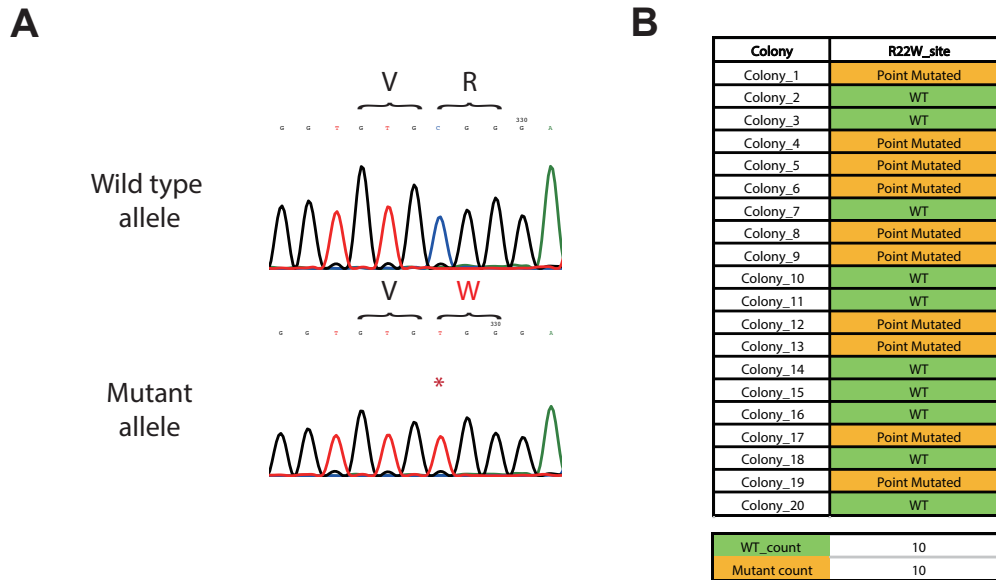 A
V R
330
G G T G T G C G G G A
Wild type
allele
V W
330
G G T G T G T G G G A
*
Mutant
allele
B
Colony R22W_site
Colony_1 Point Mutated
Colony_2 WT
Colony_3 WT
Colony_4 Point Mutated
Colony_5 Point Mutated
Colony_6 Point Mutated
Colony_7 WT
Colony_8 Point Mutated
Colony_9 Point Mutated
Colony_10 WT
Colony_11 WT
Colony_12 Point Mutated
Colony_13 Point Mutated
Colony_14 WT
Colony_15 WT
Colony_16 WT
Colony_17 Point Mutated
Colony_18 WT
Colony_19 Point Mutated
Colony_20 WT
WT_count 10
Mutant count 10